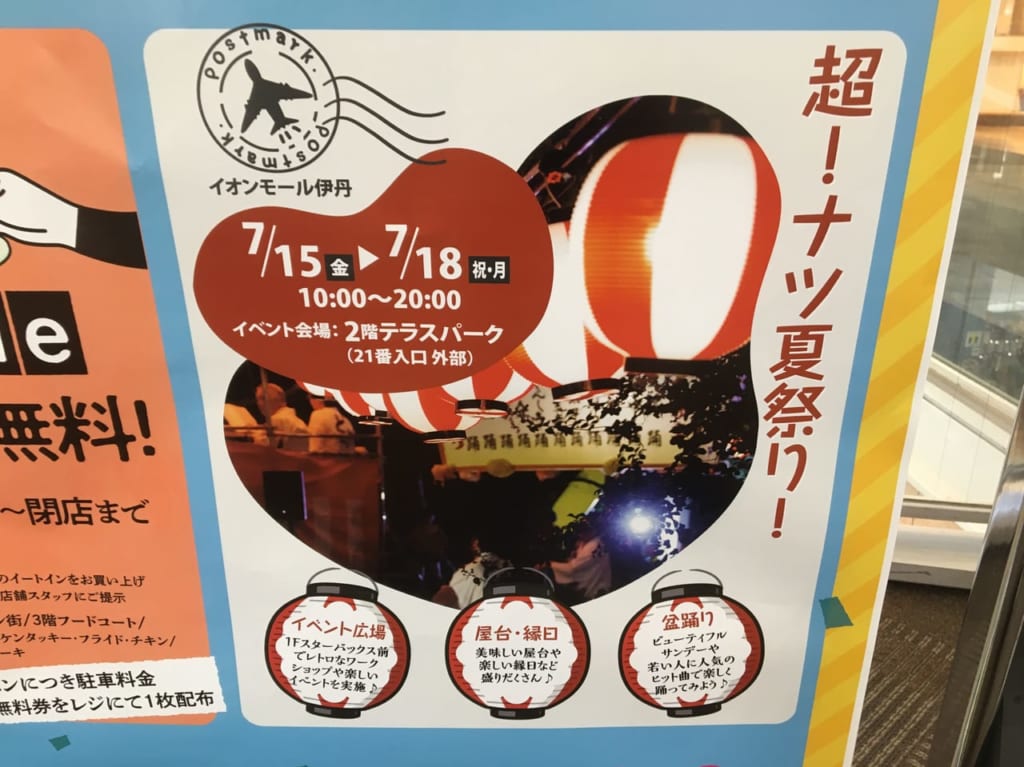 postmark.
postmark.
イオンモール伊丹
7/15金▶7/18祝・月
10:00〜20:00
イベント会場：2階テラスパーク
（21番入口 外部）
超！ナツ夏祭り！
イベント広場
1Fスターバックス前
でレトロなワーク
ショップや楽しい
イベントを実施♪
屋台・縁日
美味しい屋台や
楽しい縁日など
盛りだくさん♪
盆踊り
ビューティフル
サンデーや
若い人に人気の
ヒット曲で楽しく
踊ってみよう♪
e
無料!
〜閉店まで
のイートインをお買い上げ
店舗スタッフにご提示
ン街/3階フードコート/
ケンタッキー・フライド・チキン/
ーキ
ンにつき駐車料金
無料券をレジにて1枚配布